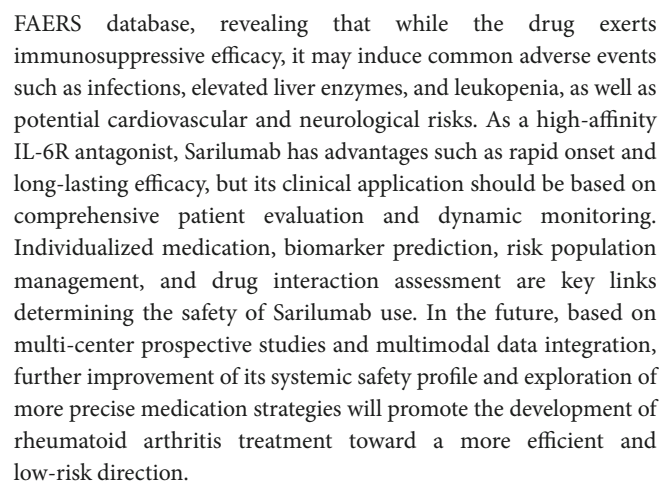 FAERS database, revealing that while the drug exerts
immunosuppressive efficacy, it may induce common adverse events
such as infections, elevated liver enzymes, and leukopenia, as well as
potential cardiovascular and neurological risks. As a high-affinity
IL-6R antagonist, Sarilumab has advantages such as rapid onset and
long-lasting efficacy, but its clinical application should be based on
comprehensive patient evaluation and dynamic monitoring.
Individualized medication, biomarker prediction, risk population
management, and drug interaction assessment are key links
determining the safety of Sarilumab use. In the future, based on
multi-center prospective studies and multimodal data integration,
further improvement of its systemic safety profile and exploration of
more precise medication strategies will promote the development of
rheumatoid arthritis treatment toward a more efficient and
low-risk direction.